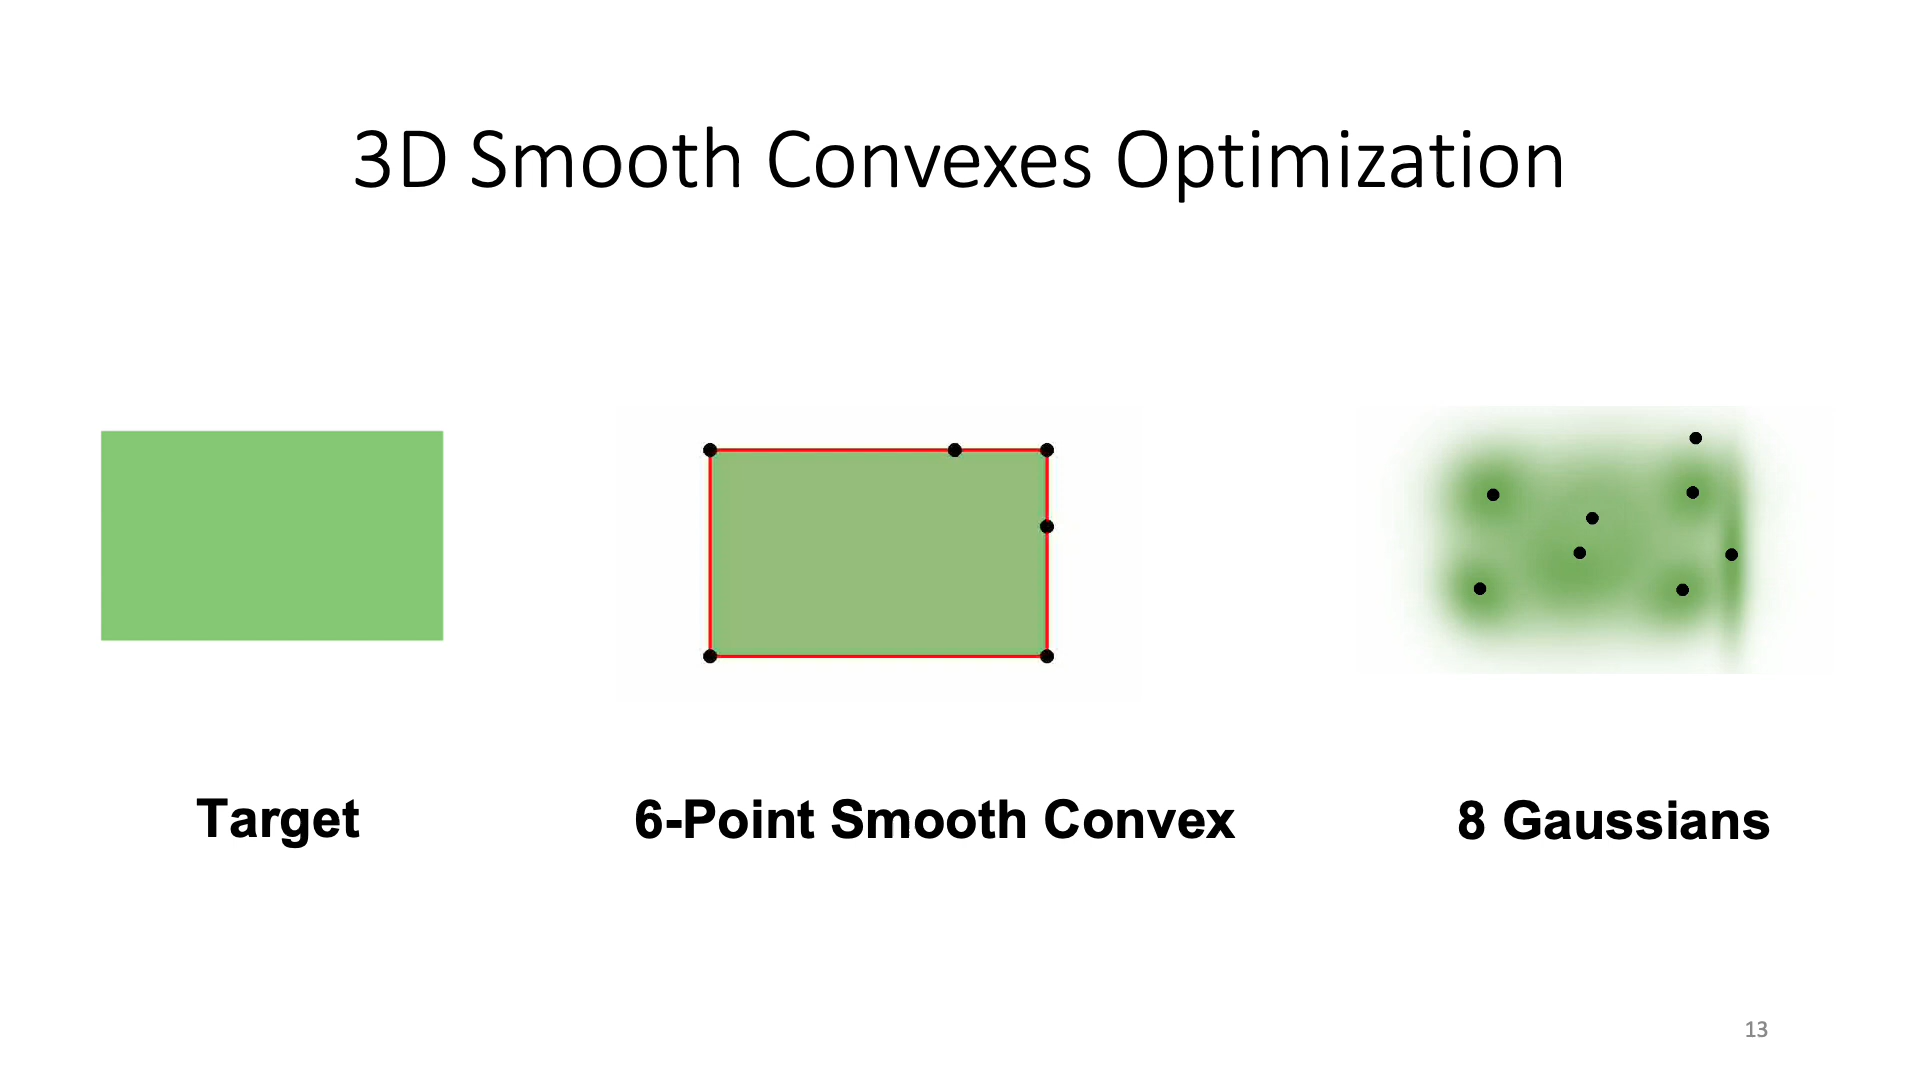 3D Smooth Convexes Optimization
Target
6-Point Smooth Convex
8 Gaussians
13